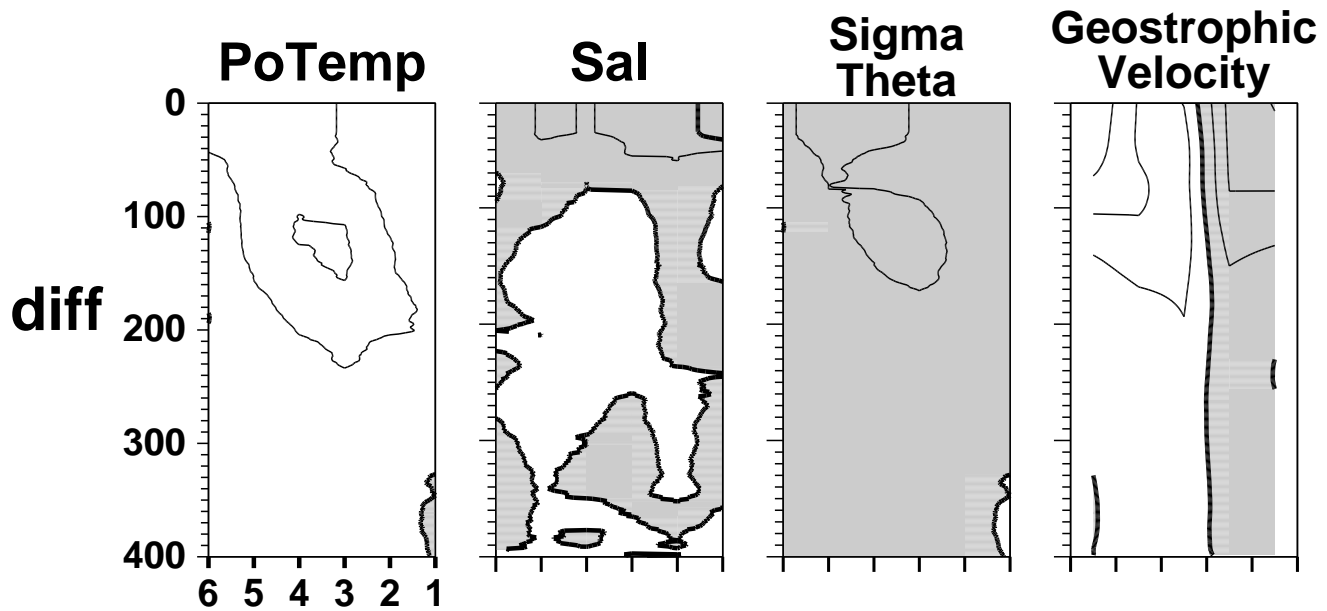 PoTemp
Sal
Sigma
Theta
Geostrophic
Velocity
diff
0
100
200
300
400
6 5 4 3 2 1